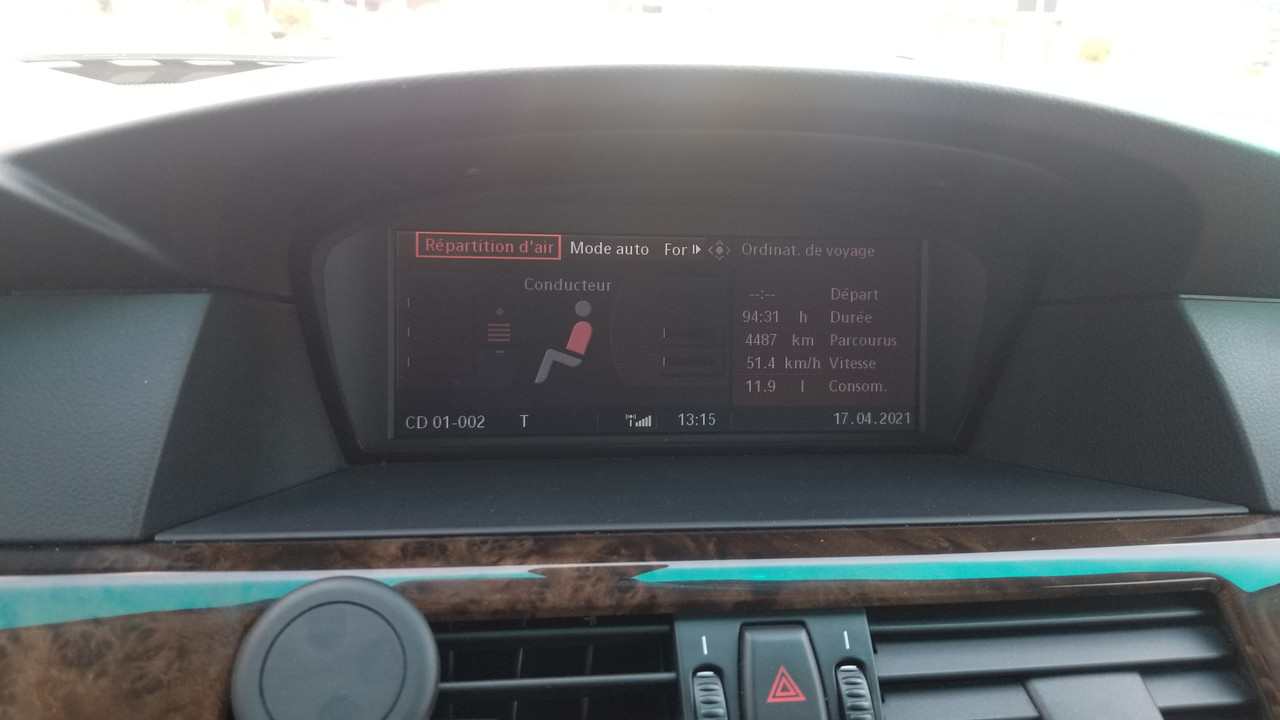 Répartition d'air Mode auto For Ordinat. de voyage
Conducteur
--:-- Départ
94:31 h Durée
4487 km Parcourus
51.4 km/h Vitesse
11.9 l Consom.
CD 01-002 T 13:15 17.04.2021